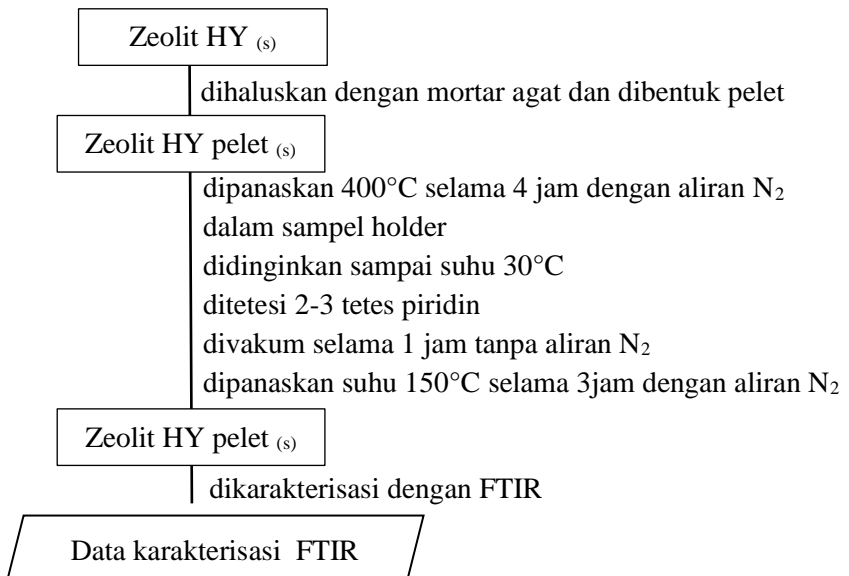 Zeolit HY (s)
dihaluskan dengan mortar agat dan dibentuk pelet
Zeolit HY pelet (s)
dipanaskan 400°C selama 4 jam dengan aliran N₂
dalam sampel holder
didinginkan sampai suhu 30°C
ditetesi 2-3 tetes piridin
divakum selama 1 jam tanpa aliran N₂
dipanaskan suhu 150°C selama 3jam dengan aliran N₂
Zeolit HY pelet (s)
dikarakterisasi dengan FTIR
Data karakterisasi FTIR